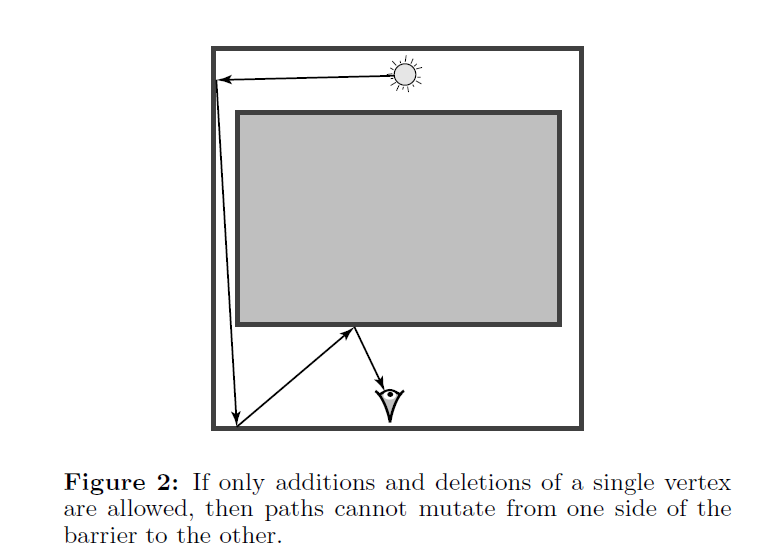 Figure 2: If only additions and deletions of a single vertex
are allowed, then paths cannot mutate from one side of the
barrier to the other.